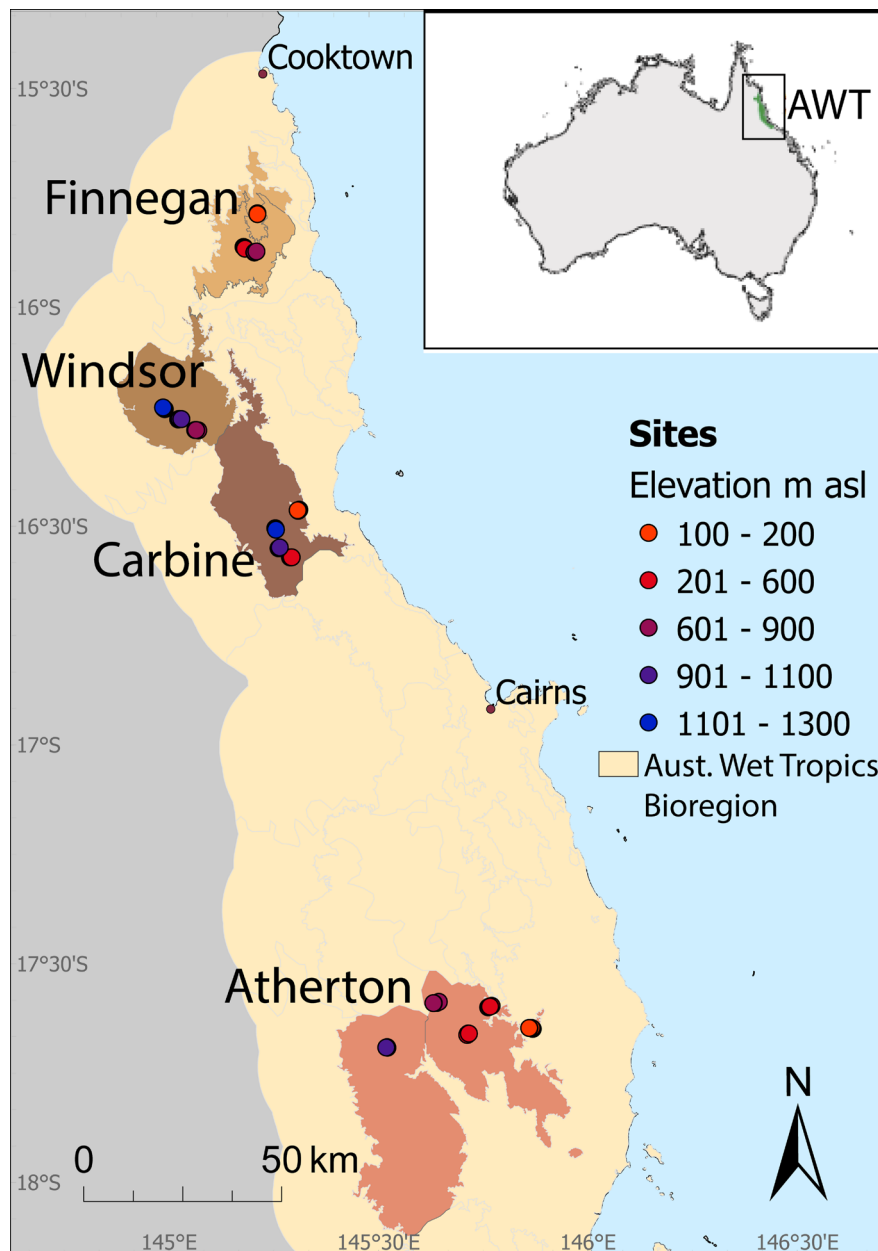 Cooktown
15°30'S
AWT
Finnegan
16°S
Windsor
Sites
Elevation m asl
100 - 200
16°30'S
Carbine
201 - 600
601 - 900
901 - 1100
Cairns
1101 - 1300
17°S
Aust. Wet Tropics
Bioregion
17°30'S
Atherton
N
0 50 km
18°S
145°E 145°30'E 146°E 146°30'E